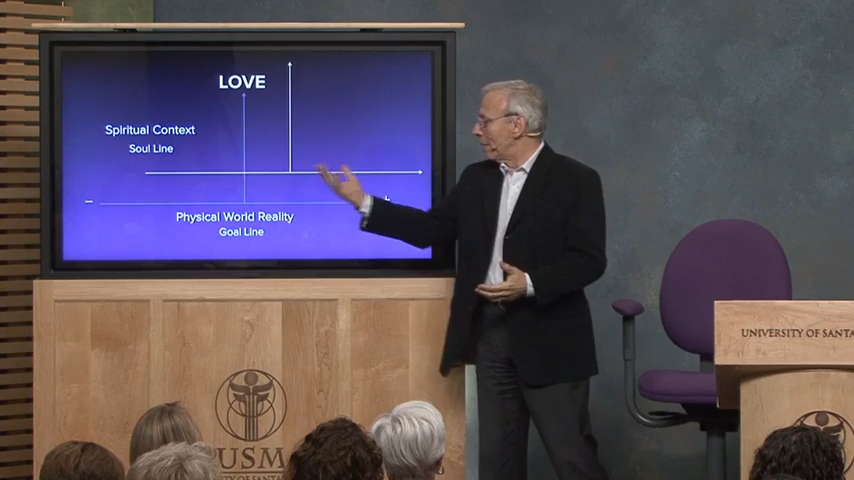 LOVE
Spiritual Context
Soul Line
– +
Physical World Reality
Goal Line
UNIVERSITY OF SANTA
USM